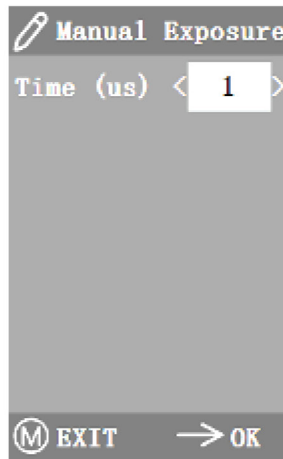 Manual Exposure
Time (us) < 1 >
M EXIT → OK